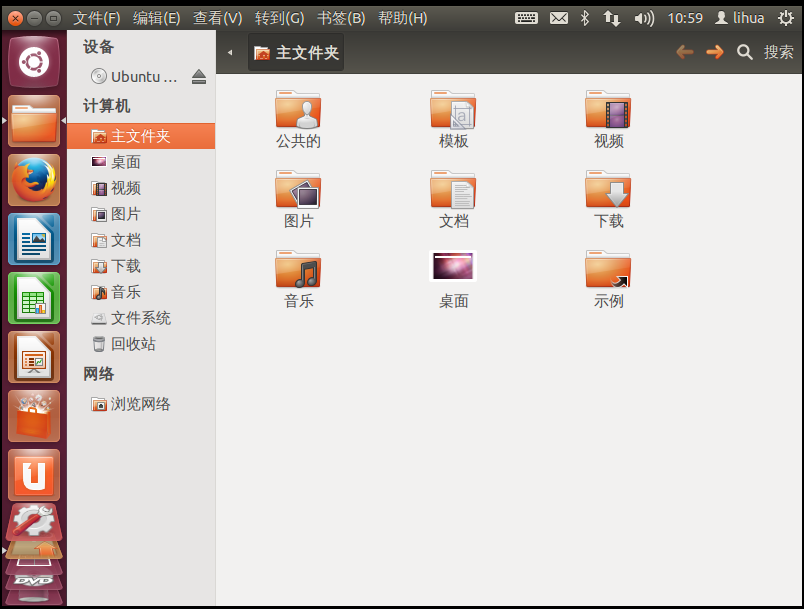 文件(F) 编辑(E) 查看(V) 转到(G) 书签(B) 帮助(H) 10:59 lihua
设备
Ubuntu ...
计算机
主文件夹
桌面
视频
图片
文档
下载
音乐
文件系统
回收站
网络
浏览网络
主文件夹 搜索
公共的 模板 视频
图片 文档 下载
音乐 桌面 示例
DVD